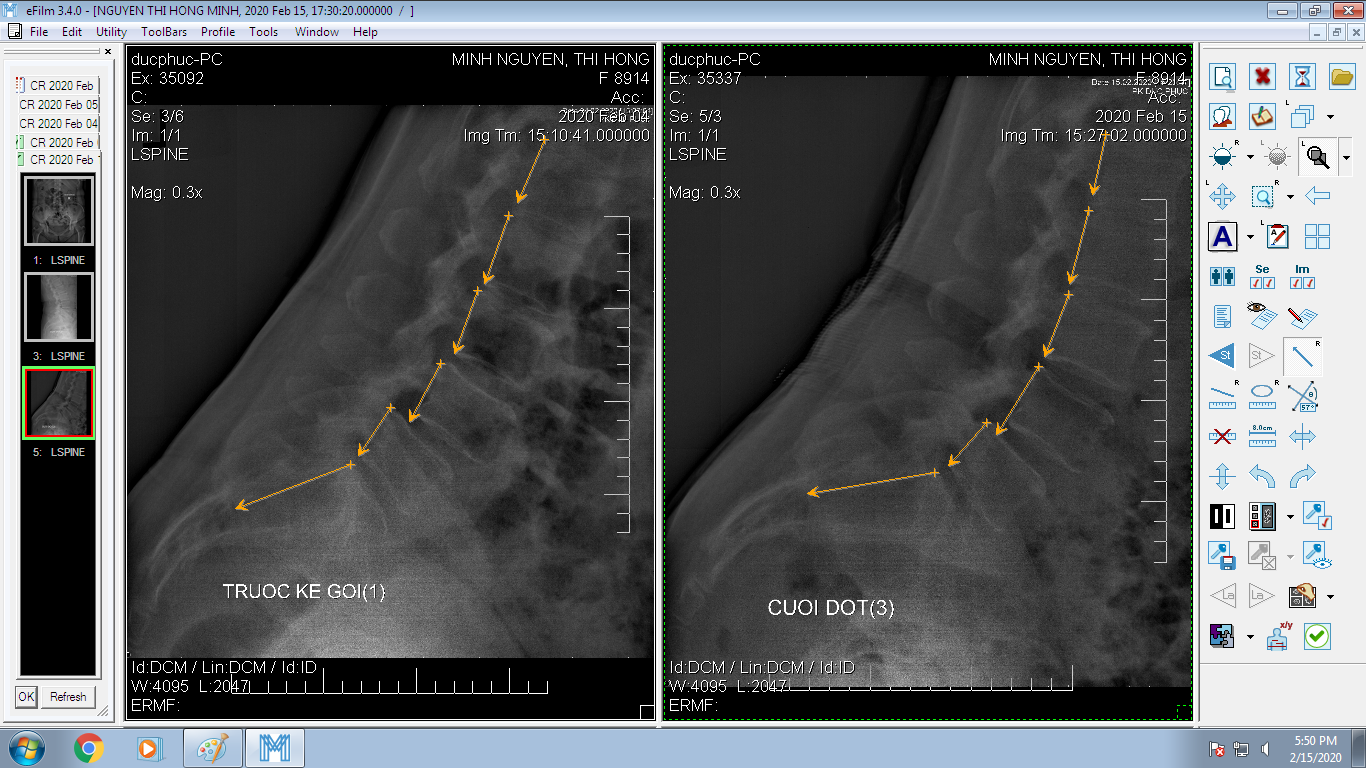 eFilm 3.4.0 - [NGUYEN THI HONG MINH, 2020 Feb 15, 17:30:20.000000 / ]
File Edit Utility ToolBars Profile Tools Window Help
CR 2020 Feb
CR 2020 Feb 05
CR 2020 Feb 04
CR 2020 Feb
CR 2020 Feb
1: LSPINE
3: LSPINE
5: LSPINE
OK Refresh
ducphuc-PC
Ex: 35092
C:
Se: 3/6
Im: 1/1
LSPINE
Mag: 0.3x
MINH NGUYEN, THI HONG
F 8914
Acc:
2020 Feb 04
Img Tm: 15:10:41.000000
TRUOC KE GOI(1)
Id:DCM / Lin:DCM / Id:ID
W:4095 L:2047
ERMF:
ducphuc-PC
Ex: 35337
C:
Se: 5/3
Im: 1/1
LSPINE
Mag: 0.3x
MINH NGUYEN, THI HONG
F 8914
Acc:
2020 Feb 15
Img Tm: 15:27:02.000000
CUOI DOT(3)
Id:DCM / Lin:DCM / Id:ID
W:4095 L:2047
ERMF:
L R
L
R
L R
A L
Se Im
R
St St R
R R 57°
8.0cm
La La
x/y
5:50 PM
2/15/2020